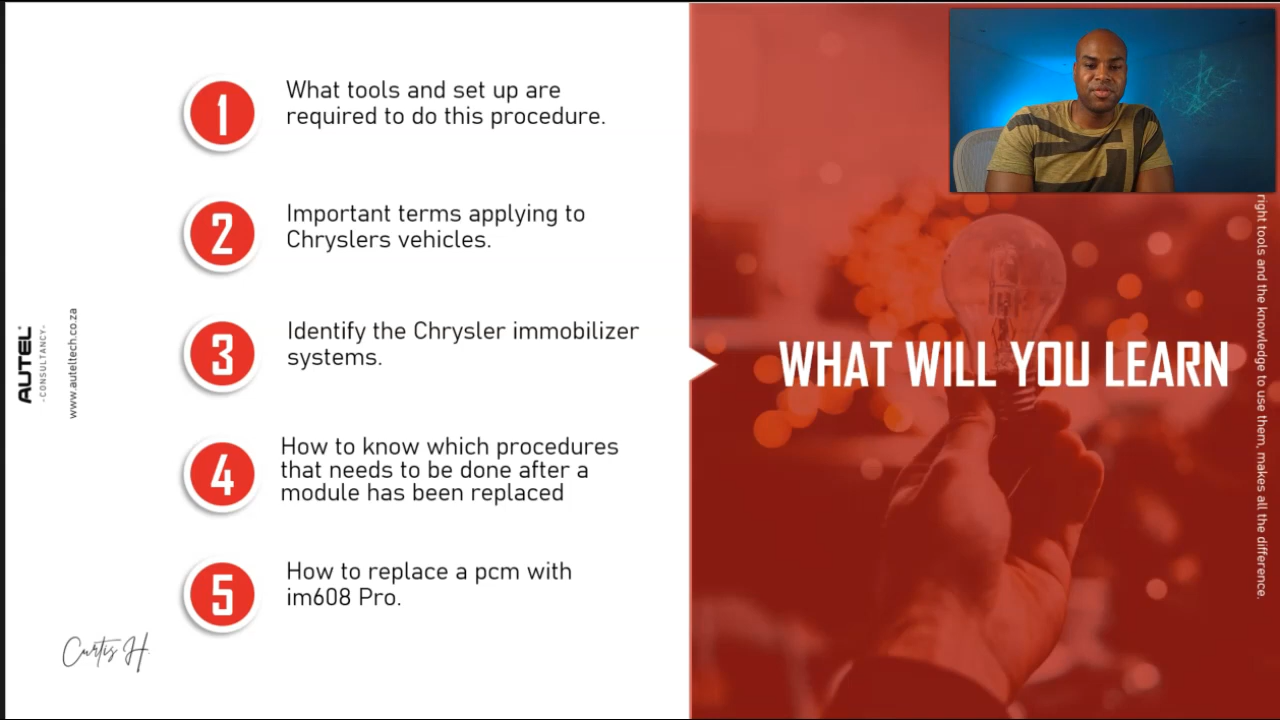 1
What tools and set up are
required to do this procedure.
2
Important terms applying to
Chryslers vehicles.
3
Identify the Chrysler immobilizer
systems.
4
How to know which procedures
that needs to be done after a
module has been replaced
5
How to replace a pcm with
im608 Pro.
AUTEL
-CONSULTANCY-
www.auteltech.co.za
Curtis H.
WHAT WILL YOU LEARN
right tools and the knowledge to use them, makes all the difference.